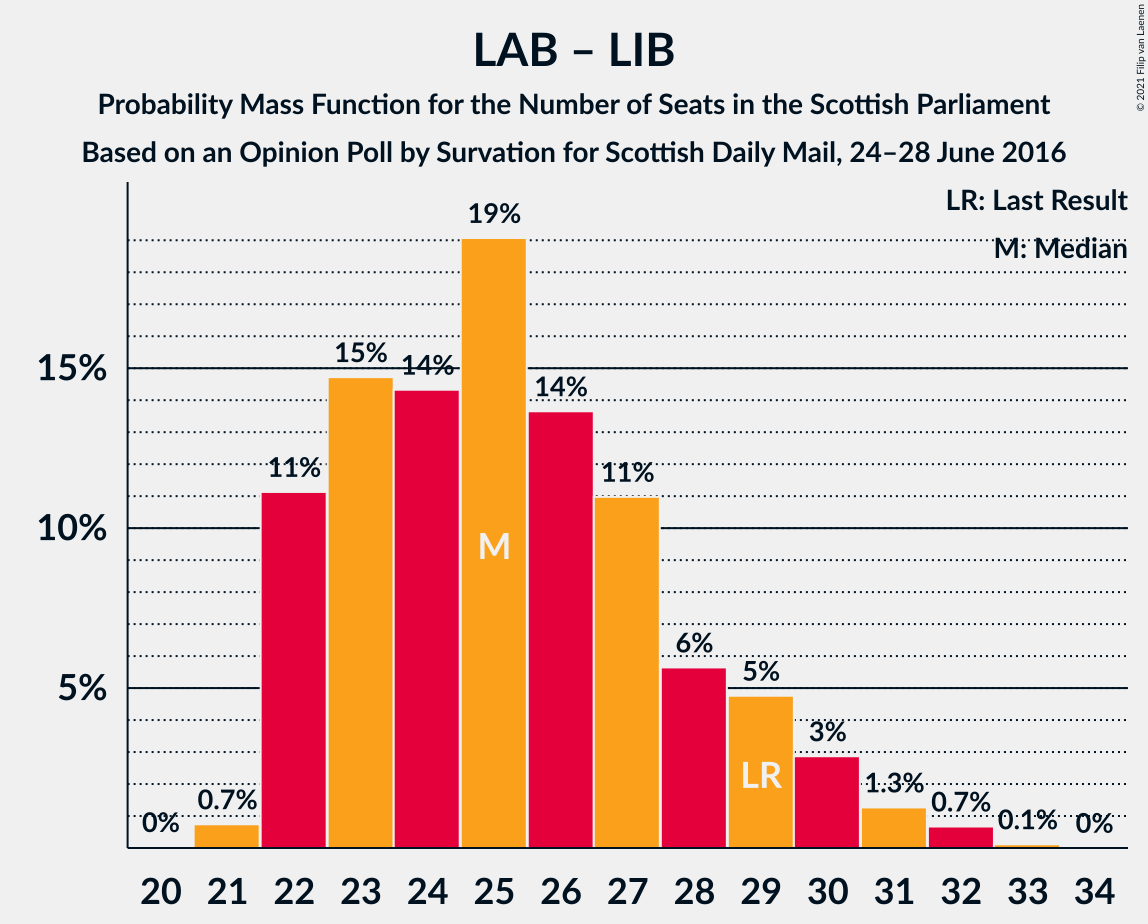 LAB – LIB
Probability Mass Function for the Number of Seats in the Scottish Parliament
Based on an Opinion Poll by Survation for Scottish Daily Mail, 24–28 June 2016
© 2021 Filip van Laenen
LR: Last Result
M: Median
15%
10%
5%
0%
0.7%
11%
15%
14%
19%
14%
11%
6%
5%
3%
1.3%
0.7%
0.1%
0%
M
LR
20 21 22 23 24 25 26 27 28 29 30 31 32 33 34